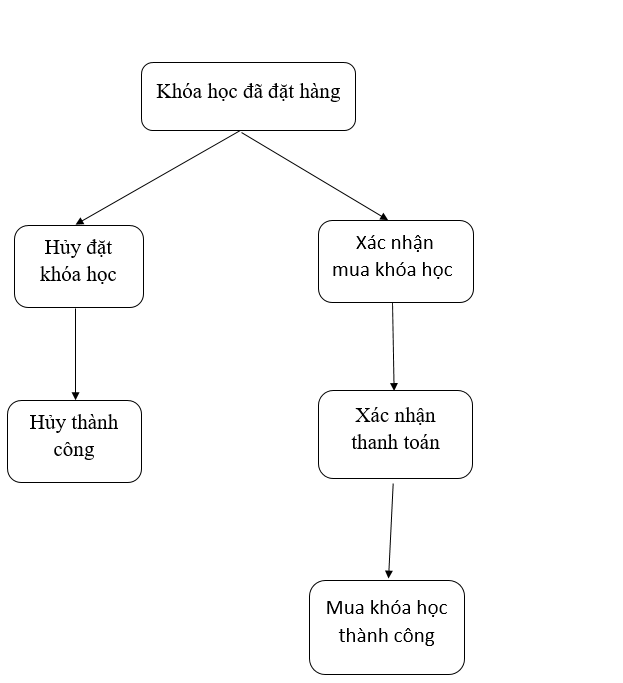 Khóa học đã đặt hàng
Hủy đặt
khóa học
Xác nhận
mua khóa học
Hủy thành
công
Xác nhận
thanh toán
Mua khóa học
thành công